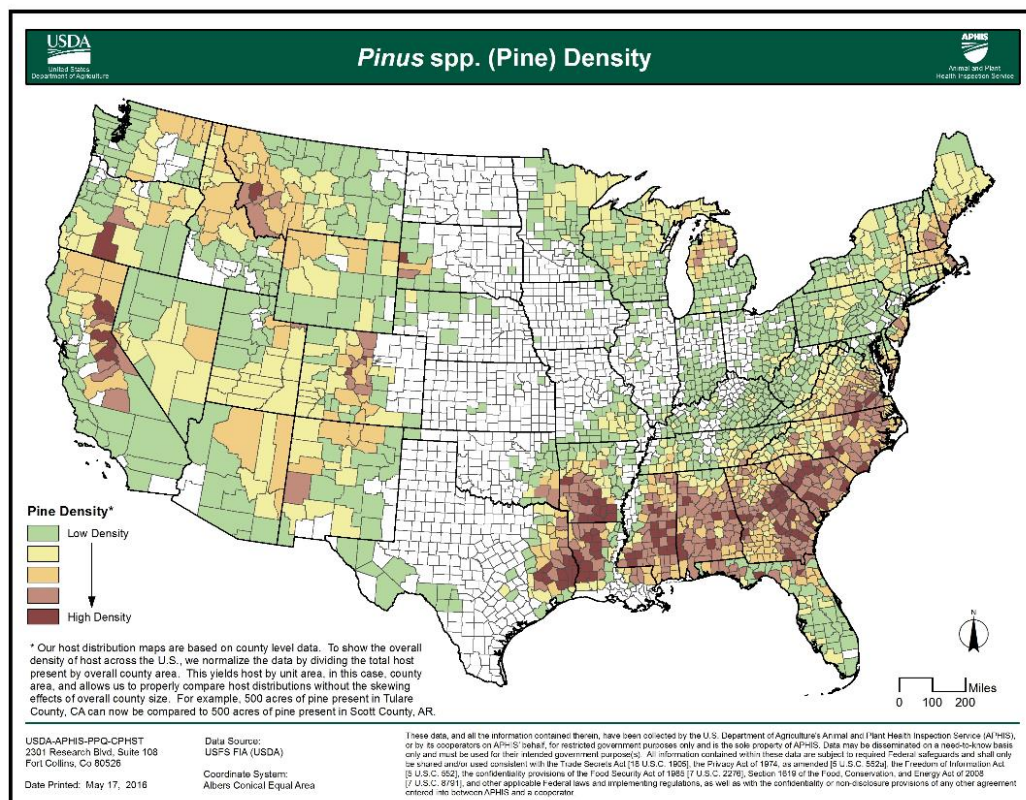 USDA
United States
Department of Agriculture
Pinus spp. (Pine) Density
APHIS
Animal and Plant
Health Inspection Service
Pine Density*
Low Density
High Density
* Our host distribution maps are based on county level data. To show the overall
density of host across the U.S., we normalize the data by dividing the total host
present by overall county area. This yields host by unit area, in this case, county
area, and allows us to properly compare host distributions without the skewing
effects of overall county size. For example, 500 acres of pine present in Tulare
County, CA can now be compared to 500 acres of pine present in Scott County, AR.
N
Miles
0 100 200
USDA-APHIS-PPQ-CPHST
2301 Research Blvd, Suite 108
Fort Collins, Co 80526
Date Printed: May 17, 2016
Data Source:
USFS FIA (USDA)
Coordinate System:
Albers Conical Equal Area
These data, and all the information contained therein, have been collected by the U.S. Department of Agriculture's Animal and Plant Health Inspection Service (APHIS),
or by its cooperators on APHIS' behalf, for restricted government purposes only and is the sole property of APHIS. Data may be disseminated on a need-to-know basis
only and must be used for their intended government purpose(s). All information contained within these data are subject to required Federal safeguards and shall only
be shared and/or used consistent with the Trade Secrets Act [18 U.S.C. 1905], the Privacy Act of 1974, as amended [5 U.S.C. 552a], the Freedom of Information Act
[5 U.S.C. 552], the confidentiality provisions of the Food Security Act of 1985 [7 U.S.C. 2276], Section 1619 of the Food, Conservation, and Energy Act of 2008
[7 U.S.C. 8791], and other applicable Federal laws and implementing regulations, as well as with the confidentiality or non-disclosure provisions of any other agreement
entered into between APHIS and a cooperator.